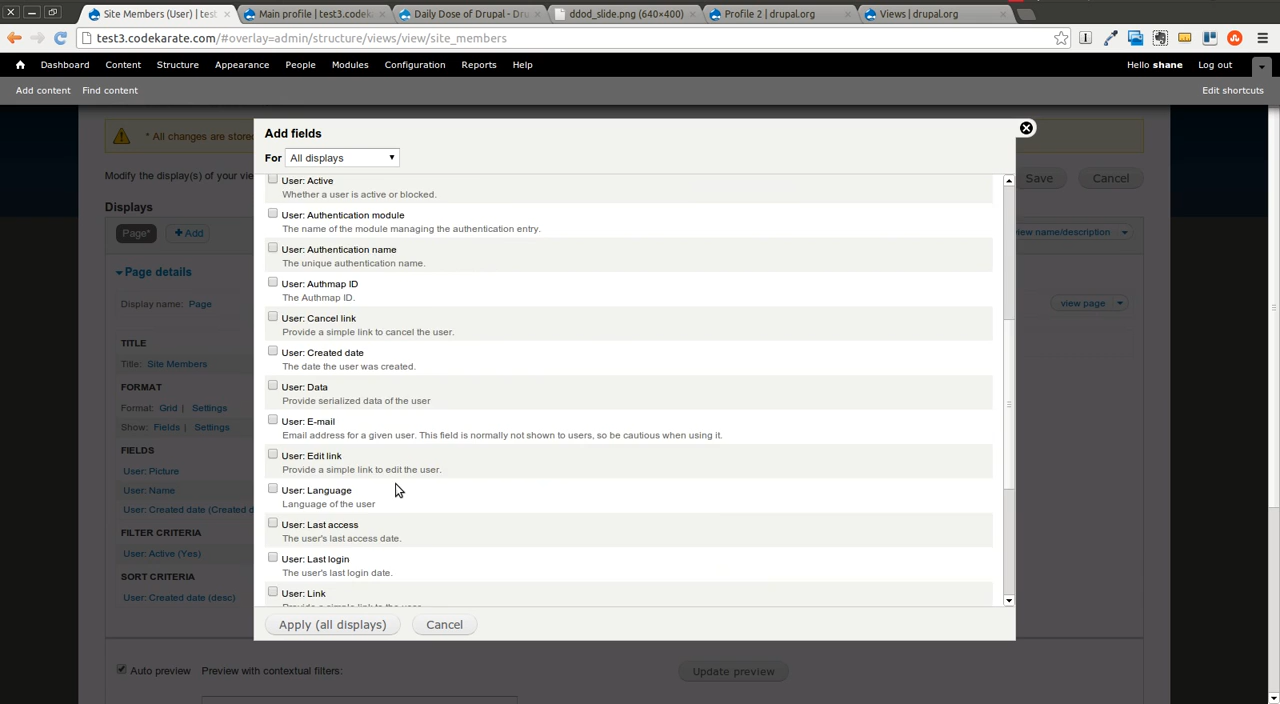 Site Members (User) | test
Main profile | test3.codek
Daily Dose of Drupal - Dru
ddod_slide.png (640×400)
Profile 2 | drupal.org
Views | drupal.org
test3.codekarate.com/#overlay=admin/structure/views/view/site_members
Dashboard Content Structure Appearance People Modules Configuration Reports Help Hello shane Log out
Add content Find content Edit shortcuts
* All changes are store
Modify the display(s) of your vie
Save Cancel
Displays
Page* +Add
view name/description
Page details
Display name: Page
view page
TITLE
Title: Site Members
FORMAT
Format: Grid | Settings
Show: Fields | Settings
FIELDS
User: Picture
User: Name
User: Created date (Created d
FILTER CRITERIA
User: Active (Yes)
SORT CRITERIA
User: Created date (desc)
Add fields
For All displays
User: Active
Whether a user is active or blocked.
User: Authentication module
The name of the module managing the authentication entry.
User: Authentication name
The unique authentication name.
User: Authmap ID
The Authmap ID.
User: Cancel link
Provide a simple link to cancel the user.
User: Created date
The date the user was created.
User: Data
Provide serialized data of the user
User: E-mail
Email address for a given user. This field is normally not shown to users, so be cautious when using it.
User: Edit link
Provide a simple link to edit the user.
User: Language
Language of the user
User: Last access
The user's last access date.
User: Last login
The user's last login date.
User: Link
Provide a simple link to the user.
Apply (all displays) Cancel
Auto preview Preview with contextual filters: Update preview